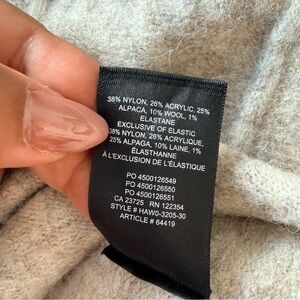 38% NYLON, 26% ACRYLIC, 25%
ALPACA, 10% WOOL, 1%
ELASTANE
EXCLUSIVE OF ELASTIC
38% NYLON, 26% ACRYLIQUE,
25% ALPAGA, 10% LAINE, 1%
ÉLASTHANNE
À L'EXCLUSION DE L'ÉLASTIQUE
PO 4500126549
PO 4500126550
PO 4500126551
CA 23725 RN 122354
STYLE # HAW0-3205-30
ARTICLE # 64419